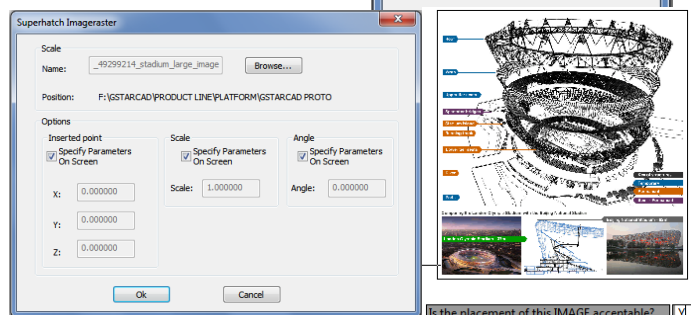 Superhatch Imageraster
Scale
Name:
_49299214_stadium_large_image
Browse...
Position:
F:\GSTARCAD\PRODUCT LINE\PLATFORM\GSTARCAD PROTO
Options
Inserted point
Specify Parameters
On Screen
X:
0.000000
Y:
0.000000
Z:
0.000000
Scale
Specify Parameters
On Screen
Scale:
1.000000
Angle
Specify Parameters
On Screen
Angle:
0.000000
Ok
Cancel
Is the placement of this IMAGE acceptable?
Y